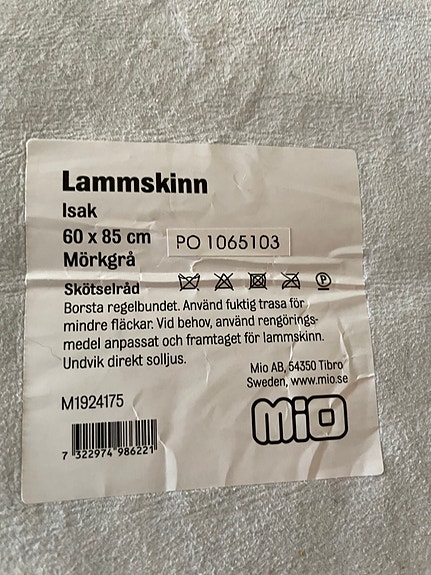 Lammskinn
Isak
60 x 85 cm
PO 1065103
Mörkgrå
Skötselråd
P
Borsta regelbundet. Använd fuktig trasa för
mindre fläckar. Vid behov, använd rengörings-
medel anpassat och framtaget för lammskinn.
Undvik direkt solljus.
Mio AB, 54350 Tibro
Sweden, www.mio.se
M1924175
mio
7 322974 986221